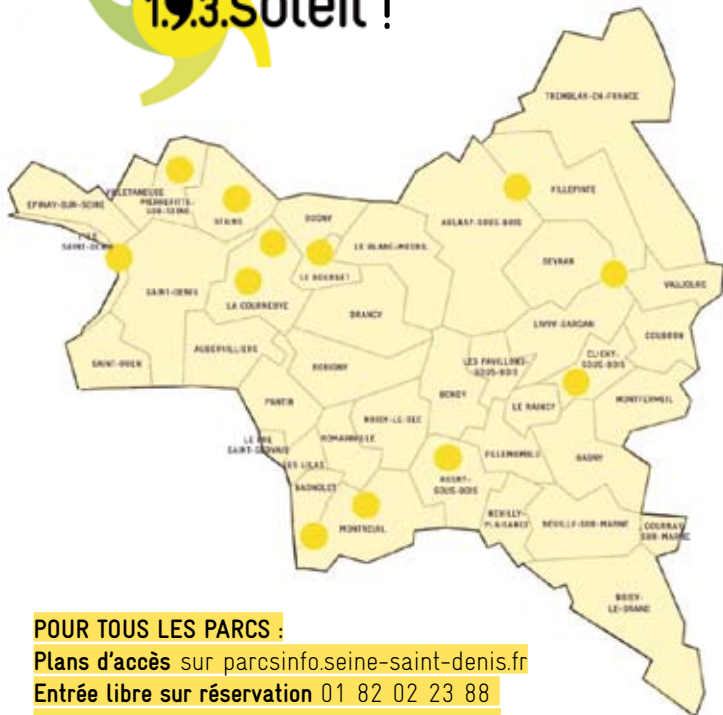 1.9.3.Soleil !
TREMBLAY-EN-FRANCE
VILLETANEUSE
PIERREFITTE-
SUR-SEINE
EPINAY-SUR-SEINE
STAINS
DUGNY
VILLEPINTE
AULNAY-SOUS-BOIS
L'ILE
SAINT-DENIS
LE BLANC-MESNIL
SEVRAN
LE BOURGET
VAUJOURS
SAINT-DENIS
LA COURNEUVE
DRANCY
LIVRY-GARGAN
COUBRON
AUBERVILLIERS
CLICHY-
SOUS-BOIS
SAINT-OUEN
BOBIGNY
LES PAVILLONS-
SOUS-BOIS
BONDY
MONTFERMEIL
PANTIN
LE RAINCY
NOISY-LE-SEC
LE PRE
SAINT-GERVAIS
ROMAINVILLE
LES LILAS
VILLEMOMBLE
GAGNY
BAGNOLET
ROSNY-
SOUS-BOIS
MONTREUIL
NEUILLY-
PLAISANCE
NEUILLY-SUR-MARNE
GOURNAY-
SUR-MARNE
NOISY-
LE-GRAND
POUR TOUS LES PARCS :
Plans d'accès sur parcsinfo.seine-saint-denis.fr
Entrée libre sur réservation 01 82 02 23 88